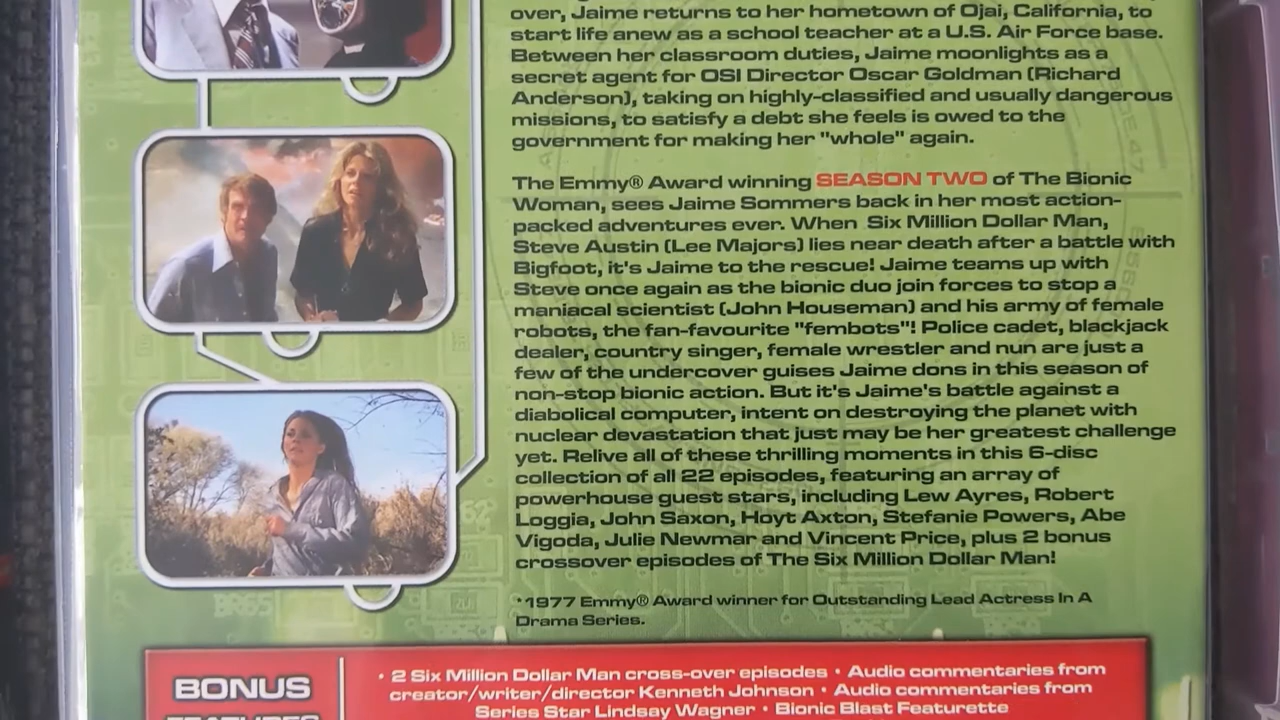 over, Jaime returns to her hometown of Ojai, California, to
start life anew as a school teacher at a U.S. Air Force base.
Between her classroom duties, Jaime moonlights as a
secret agent for OSI Director Oscar Goldman (Richard
Anderson), taking on highly-classified and usually dangerous
missions, to satisfy a debt she feels is owed to the
government for making her "whole" again.
The Emmy® Award winning SEASON TWO of The Bionic
Woman, sees Jaime Sommers back in her most action-
packed adventures ever. When Six Million Dollar Man,
Steve Austin (Lee Majors) lies near death after a battle with
Bigfoot, it's Jaime to the rescue! Jaime teams up with
Steve once again as the bionic duo join forces to stop a
maniacal scientist (John Houseman) and his army of female
robots, the fan-favourite "fembots"! Police cadet, blackjack
dealer, country singer, female wrestler and nun are just a
few of the undercover guises Jaime dons in this season of
non-stop bionic action. But it's Jaime's battle against a
diabolical computer, intent on destroying the planet with
nuclear devastation that just may be her greatest challenge
yet. Relive all of these thrilling moments in this 6-disc
collection of all 22 episodes, featuring an array of
powerhouse guest stars, including Lew Ayres, Robert
Loggia, John Saxon, Hoyt Axton, Stefanie Powers, Abe
Vigoda, Julie Newmar and Vincent Price, plus 2 bonus
crossover episodes of The Six Million Dollar Man!
*1977 Emmy® Award winner for Outstanding Lead Actress In A
Drama Series.
BONUS
FEATURES
• 2 Six Million Dollar Man cross-over episodes • Audio commentaries from
creator/writer/director Kenneth Johnson • Audio commentaries from
Series Star Lindsay Wagner • Bionic Blast Featurette